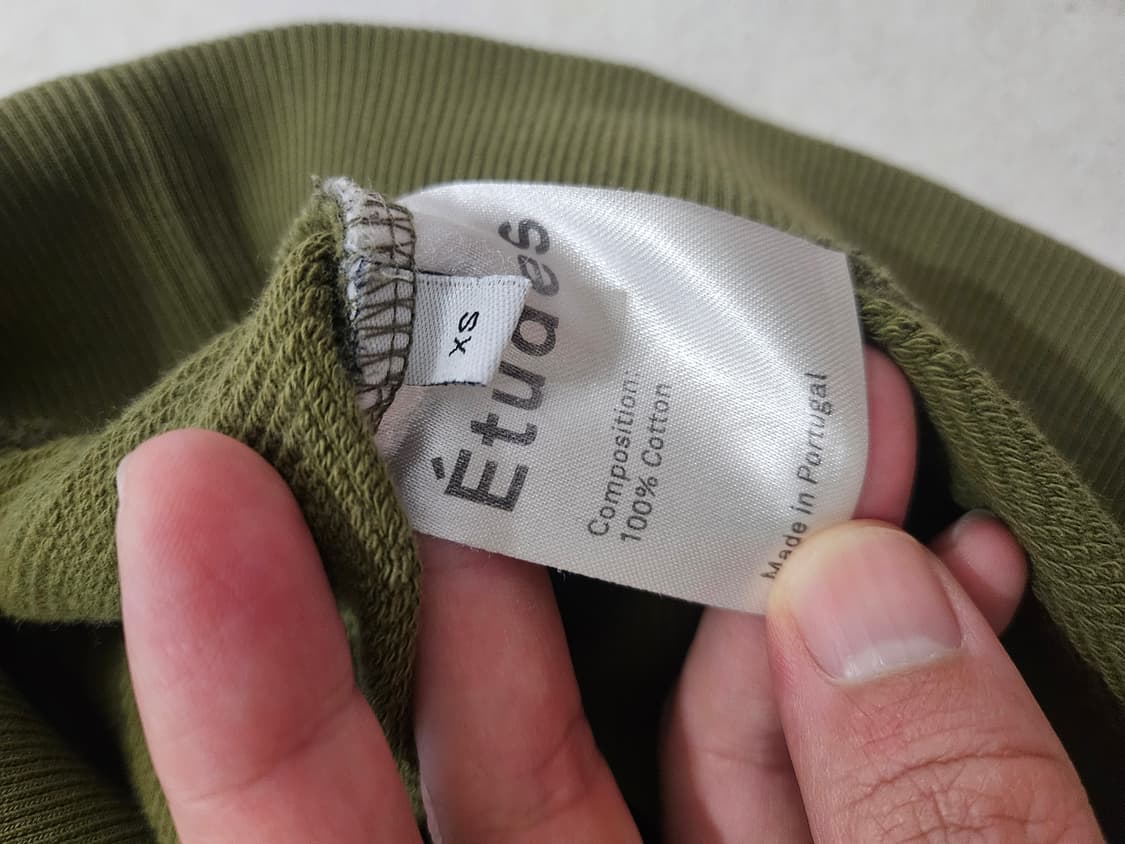 Études
XS
Composition:
100% Cotton
Made in Portugal